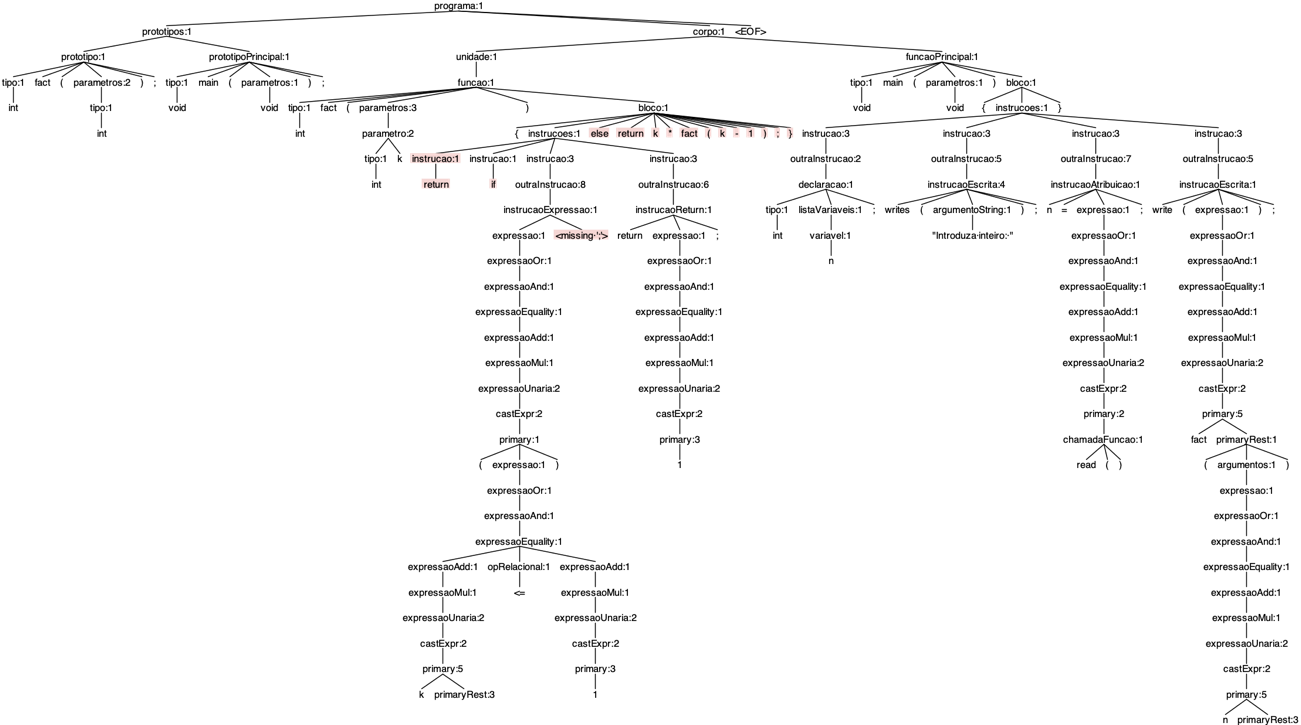 programa:1
prototipos:1 corpo:1 <EOF>
prototipo:1 prototipoPrincipal:1 unidade:1 funcaoPrincipal:1
tipo:1 fact ( parametros:2 ) ; tipo:1 main ( parametros:1 ) ; funcao:1 tipo:1 main ( parametros:1 ) bloco:1
int tipo:1 void void tipo:1 fact ( parametros:3 ) bloco:1 void void { instrucoes:1 }
int int parametro:2 { instrucoes:1 else return k * fact ( k - 1 ) ; } instrucao:3 instrucao:3 instrucao:3 instrucao:3
tipo:1 k instrucao:1 instrucao:1 instrucao:3 instrucao:3 outraInstrucao:2 outraInstrucao:5 outraInstrucao:7 outraInstrucao:5
int return if outraInstrucao:8 outraInstrucao:6 declaracao:1 instrucaoEscrita:4 instrucaoAtribuicao:1 instrucaoEscrita:1
instrucaoExpressao:1 instrucaoReturn:1 tipo:1 listaVariaveis:1 ; writes ( argumentoString:1 ) ; n = expressao:1 ; write ( expressao:1 ) ;
expressao:1 <missing·';'> return expressao:1 ; int variavel:1 "Introduza·inteiro:·" expressaoOr:1 expressaoOr:1
expressaoOr:1 expressaoOr:1 n expressaoAnd:1 expressaoAnd:1
expressaoAnd:1 expressaoAnd:1 expressaoEquality:1 expressaoEquality:1
expressaoEquality:1 expressaoEquality:1 expressaoAdd:1 expressaoAdd:1
expressaoAdd:1 expressaoAdd:1 expressaoMul:1 expressaoMul:1
expressaoMul:1 expressaoMul:1 expressaoUnaria:2 expressaoUnaria:2
expressaoUnaria:2 expressaoUnaria:2 castExpr:2 castExpr:2
castExpr:2 castExpr:2 primary:2 primary:5
primary:1 primary:3 chamadaFuncao:1 fact primaryRest:1
( expressao:1 ) 1 read ( ) ( argumentos:1 )
expressaoOr:1 expressao:1
expressaoAnd:1 expressaoOr:1
expressaoEquality:1 expressaoAnd:1
expressaoAdd:1 opRelacional:1 expressaoAdd:1 expressaoEquality:1
expressaoMul:1 <= expressaoMul:1 expressaoAdd:1
expressaoUnaria:2 expressaoUnaria:2 expressaoMul:1
castExpr:2 castExpr:2 expressaoUnaria:2
primary:5 primary:3 castExpr:2
k primaryRest:3 1 primary:5
n primaryRest:3